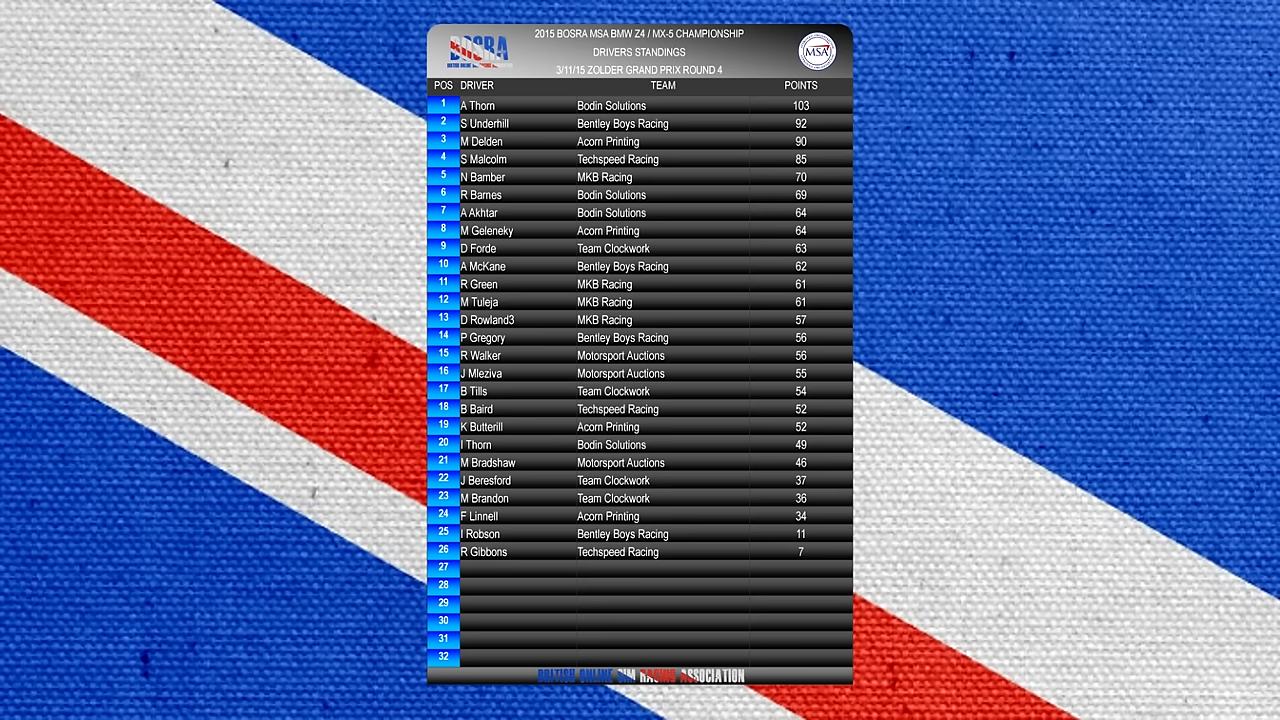 2015 BOSRA MSA BMW Z4 / MX-5 CHAMPIONSHIP
BOSRA
DRIVERS STANDINGS
MSA
3/11/15 ZOLDER GRAND PRIX ROUND 4
POS DRIVER TEAM POINTS
1 A Thorn Bodin Solutions 103
2 S Underhill Bentley Boys Racing 92
3 M Delden Acorn Printing 90
4 S Malcolm Techspeed Racing 85
5 N Bamber MKB Racing 70
6 R Barnes Bodin Solutions 69
7 A Akhtar Bodin Solutions 64
8 M Geleneky Acorn Printing 64
9 D Forde Team Clockwork 63
10 A McKane Bentley Boys Racing 62
11 R Green MKB Racing 61
12 M Tuleja MKB Racing 61
13 D Rowland3 MKB Racing 57
14 P Gregory Bentley Boys Racing 56
15 R Walker Motorsport Auctions 56
16 J Mleziva Motorsport Auctions 55
17 B Tills Team Clockwork 54
18 B Baird Techspeed Racing 52
19 K Butterill Acorn Printing 52
20 I Thorn Bodin Solutions 49
21 M Bradshaw Motorsport Auctions 46
22 J Beresford Team Clockwork 37
23 M Brandon Team Clockwork 36
24 F Linnell Acorn Printing 34
25 I Robson Bentley Boys Racing 11
26 R Gibbons Techspeed Racing 7
27
28
29
30
31
32
BRITISH ONLINE SIM RACING ASSOCIATION